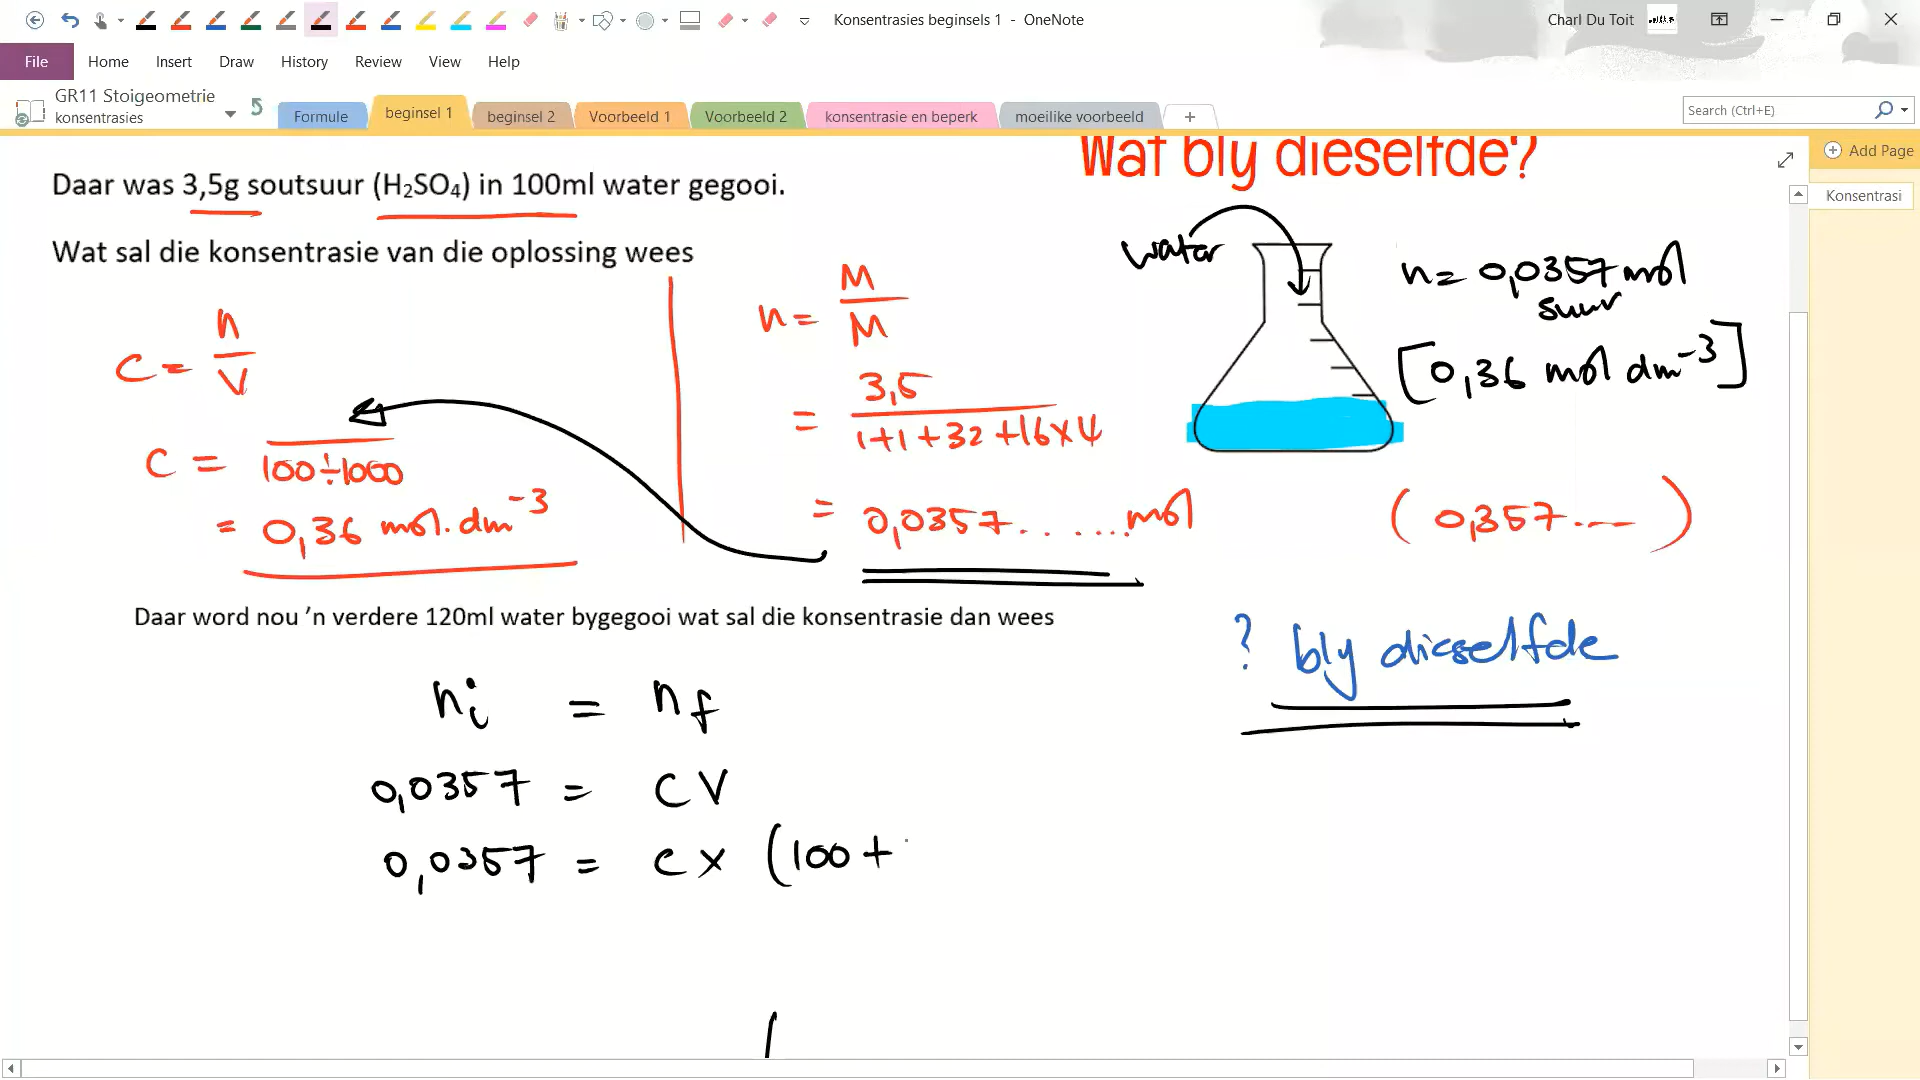 Konsentrasies beginsels 1 - OneNote
Charl Du Toit
File Home Insert Draw History Review View Help
GR11 Stoigeometrie
konsentrasies
Formule beginsel 1 beginsel 2 Voorbeeld 1 Voorbeeld 2 konsentrasie en beperk moeilike voorbeeld +
Search (Ctrl+E)
Add Page
Konsentrasi
Wat bly dieselfde?
Daar was 3,5g soutsuur (H₂SO₄) in 100ml water gegooi.
Wat sal die konsentrasie van die oplossing wees
C = n/V
C = /100÷1000
= 0,36 mol.dm⁻³
n = M/M
= 3,5/1+1+32+16×4
= 0,0357. . ..... mol
water
n = 0,0357 mol
suur
[0,36 mol dm⁻³]
(0,357....)
? bly dieselfde
Daar word nou 'n verdere 120ml water bygegooi wat sal die konsentrasie dan wees
ni = nf
0,0357 = CV
0,0357 = C × (100 +